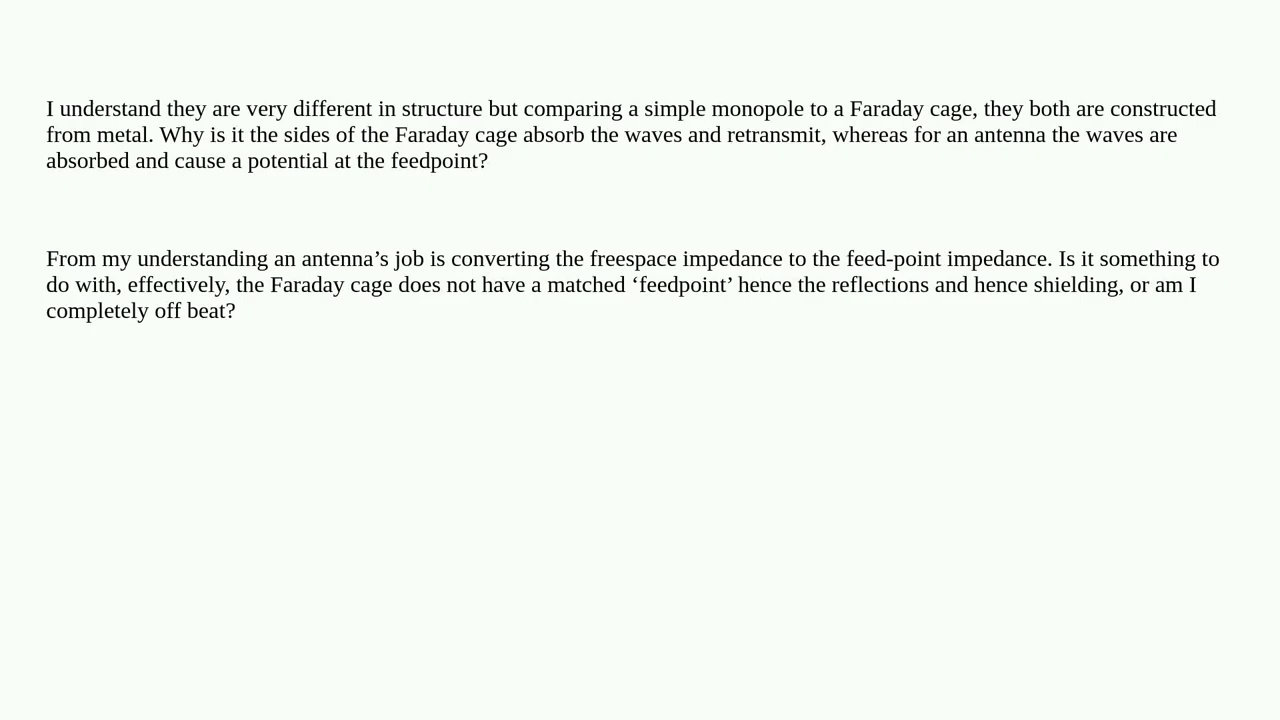 I understand they are very different in structure but comparing a simple monopole to a Faraday cage, they both are constructed
from metal. Why is it the sides of the Faraday cage absorb the waves and retransmit, whereas for an antenna the waves are
absorbed and cause a potential at the feedpoint?
From my understanding an antenna’s job is converting the freespace impedance to the feed-point impedance. Is it something to
do with, effectively, the Faraday cage does not have a matched ‘feedpoint’ hence the reflections and hence shielding, or am I
completely off beat?